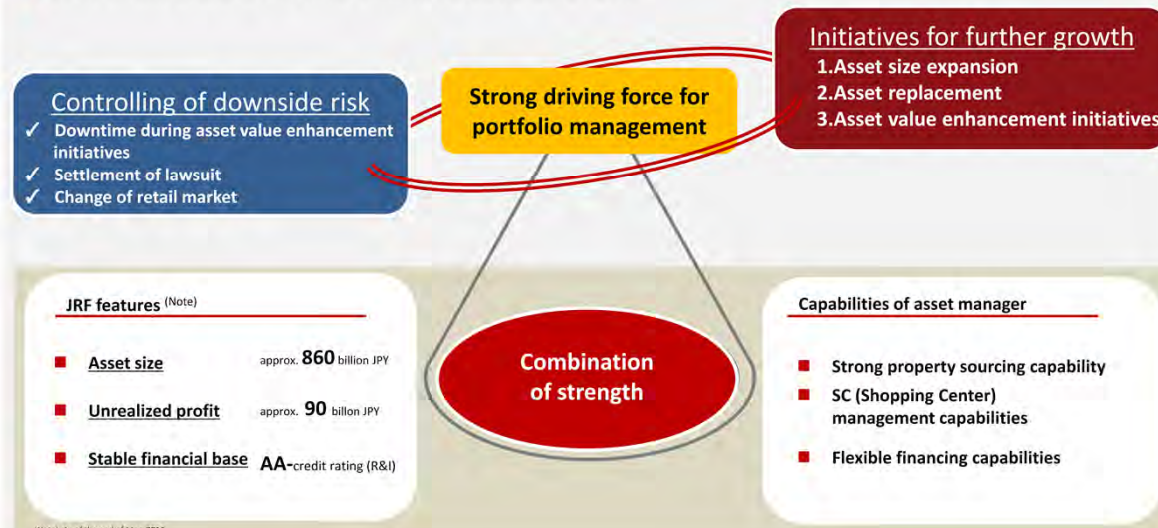 Initiatives for further growth
1.Asset size expansion
2.Asset replacement
3.Asset value enhancement initiatives
Controlling of downside risk
✓ Downtime during asset value enhancement
initiatives
✓ Settlement of lawsuit
✓ Change of retail market
Strong driving force for
portfolio management
JRF features (Note)
■ Asset size approx. 860 billion JPY
■ Unrealized profit approx. 90 billon JPY
■ Stable financial base AA-credit rating (R&I)
Combination
of strength
Capabilities of asset manager
■ Strong property sourcing capability
■ SC (Shopping Center)
management capabilities
■ Flexible financing capabilities